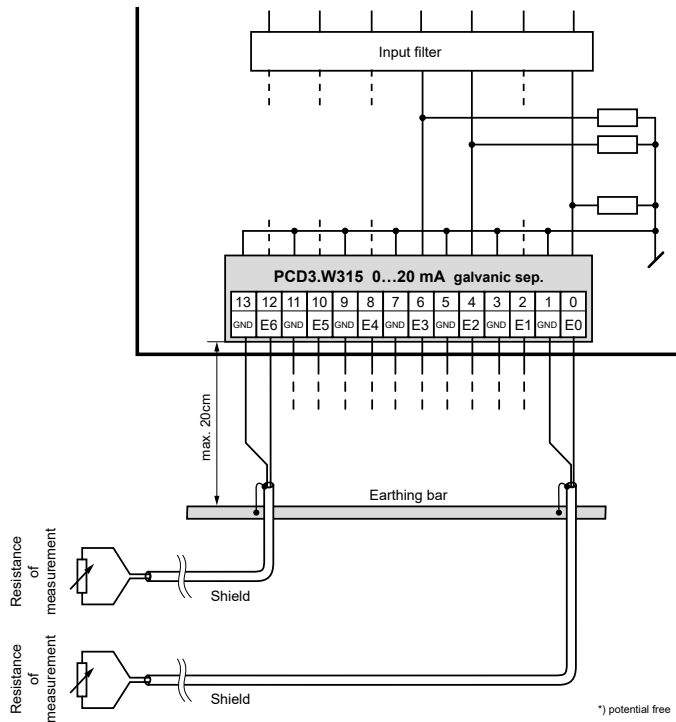 Input filter
PCD3.W315 0...20 mA galvanic sep.
13 12 11 10 9 8 7 6 5 4 3 2 1 0
GND E6 GND E5 GND E4 GND E3 GND E2 GND E1 GND E0
max. 20cm
Earthing bar
Resistance
of
measurement
Shield
Resistance
of
measurement
Shield
*) potential free